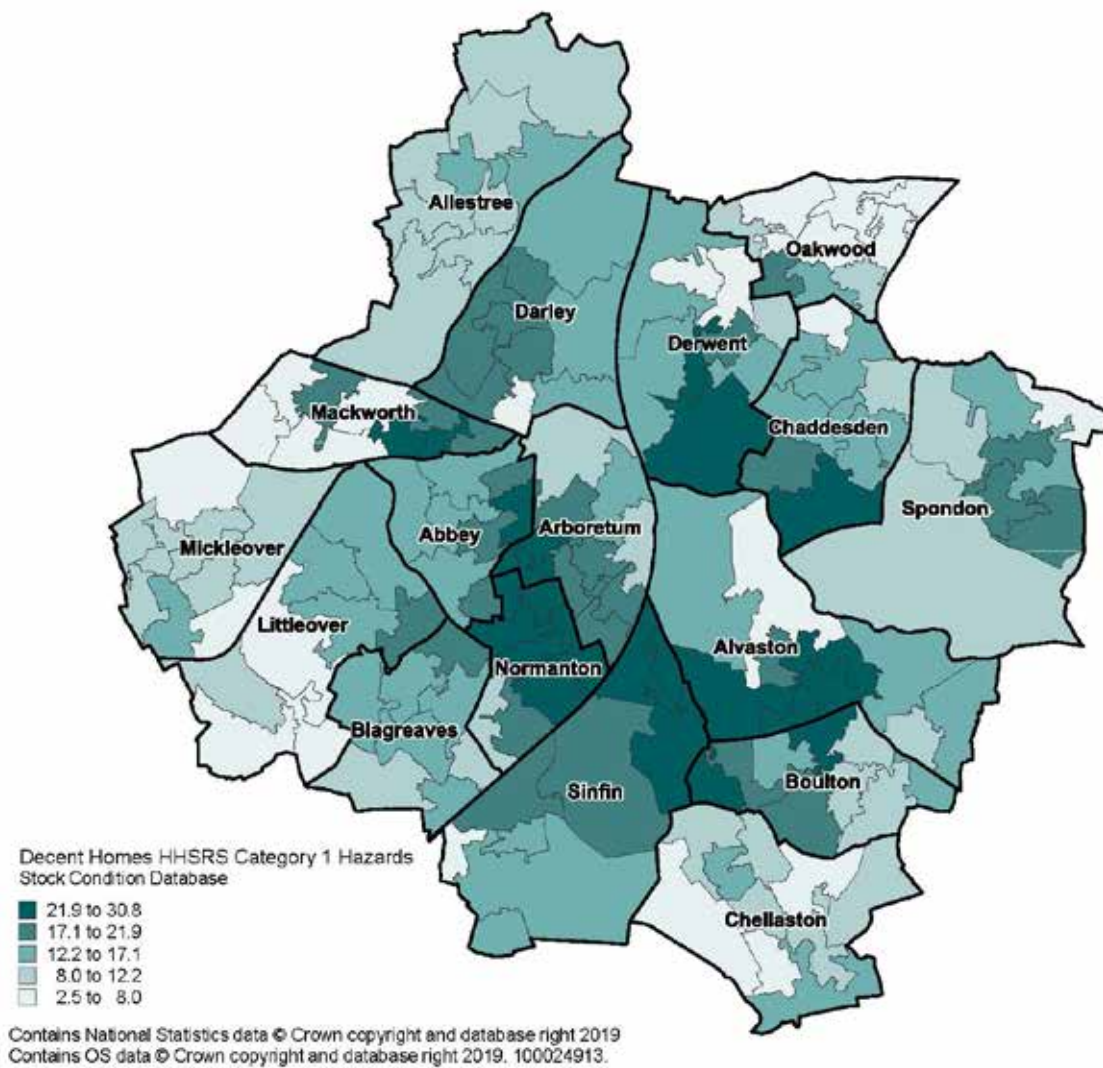 Allestree
Oakwood
Darley
Derwent
Mackworth
Chaddesden
Spondon
Abbey
Arboretum
Mickleover
Littleover
Normanton
Alvaston
Blagreaves
Sinfin
Boulton
Chellaston
Decent Homes HHSRS Category 1 Hazards
Stock Condition Database
21.9 to 30.8
17.1 to 21.9
12.2 to 17.1
8.0 to 12.2
2.5 to 8.0
Contains National Statistics data © Crown copyright and database right 2019
Contains OS data © Crown copyright and database right 2019. 100024913.